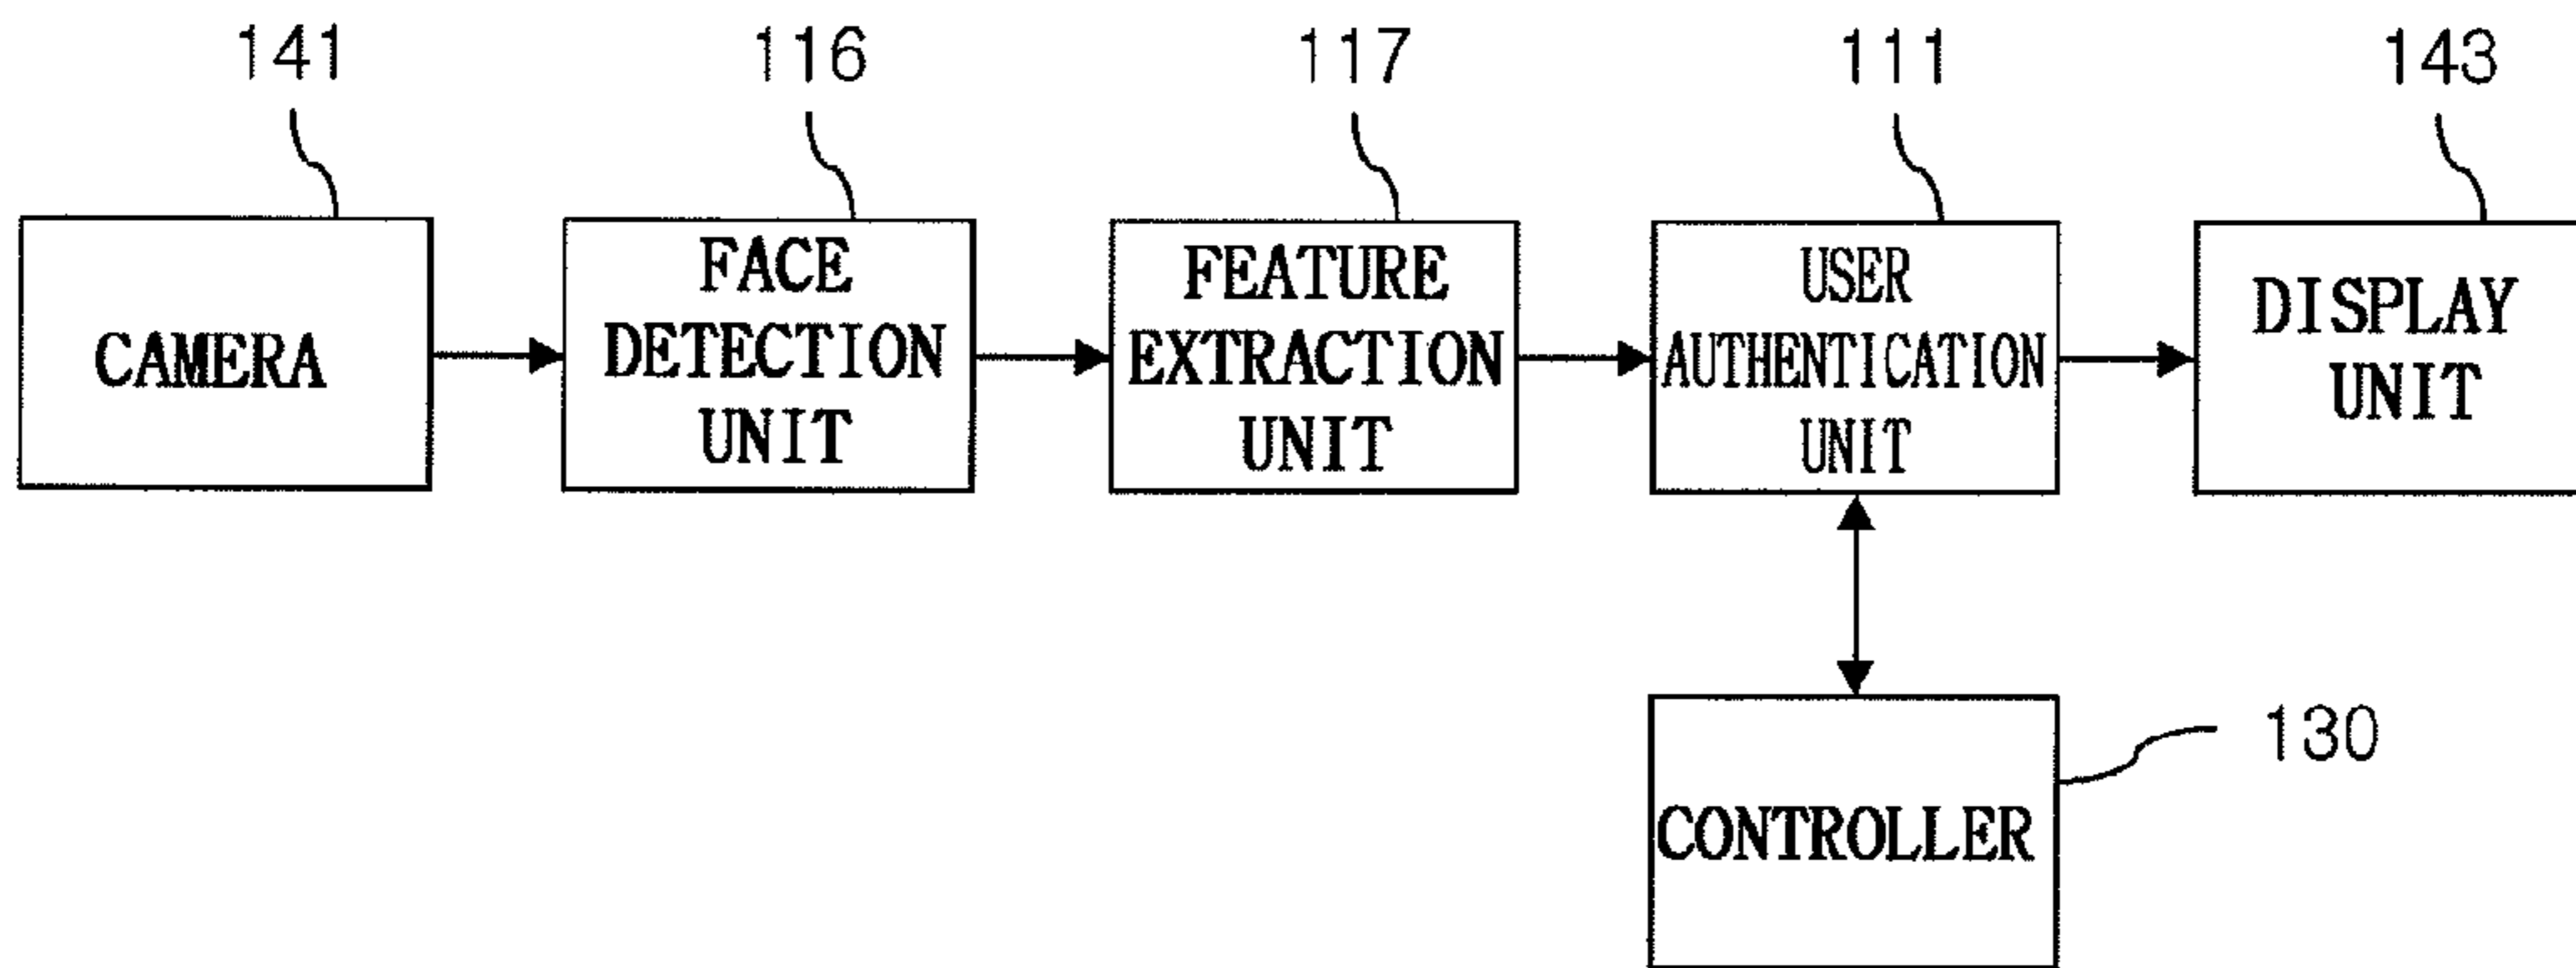 141
116
117
111
143
CAMERA
FACE
DETECTION
UNIT
FEATURE
EXTRACTION
UNIT
USER
AUTHENTICATION
UNIT
DISPLAY
UNIT
130
CONTROLLER